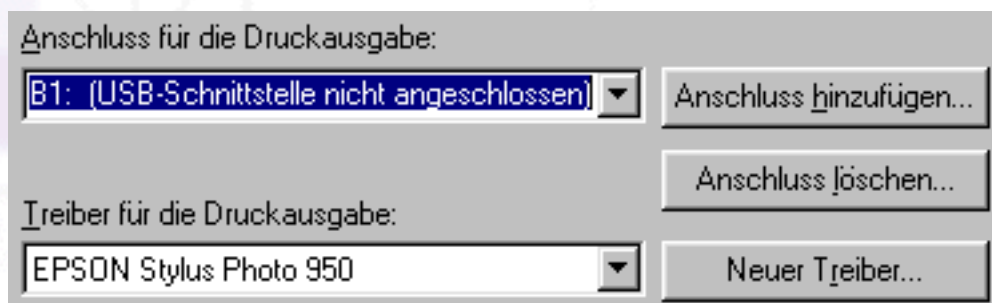 Anschluss für die Druckausgabe:
B1: (USB-Schnittstelle nicht angeschlossen)
Anschluss hinzufügen...
Anschluss löschen...
Treiber für die Druckausgabe:
EPSON Stylus Photo 950
Neuer Treiber...